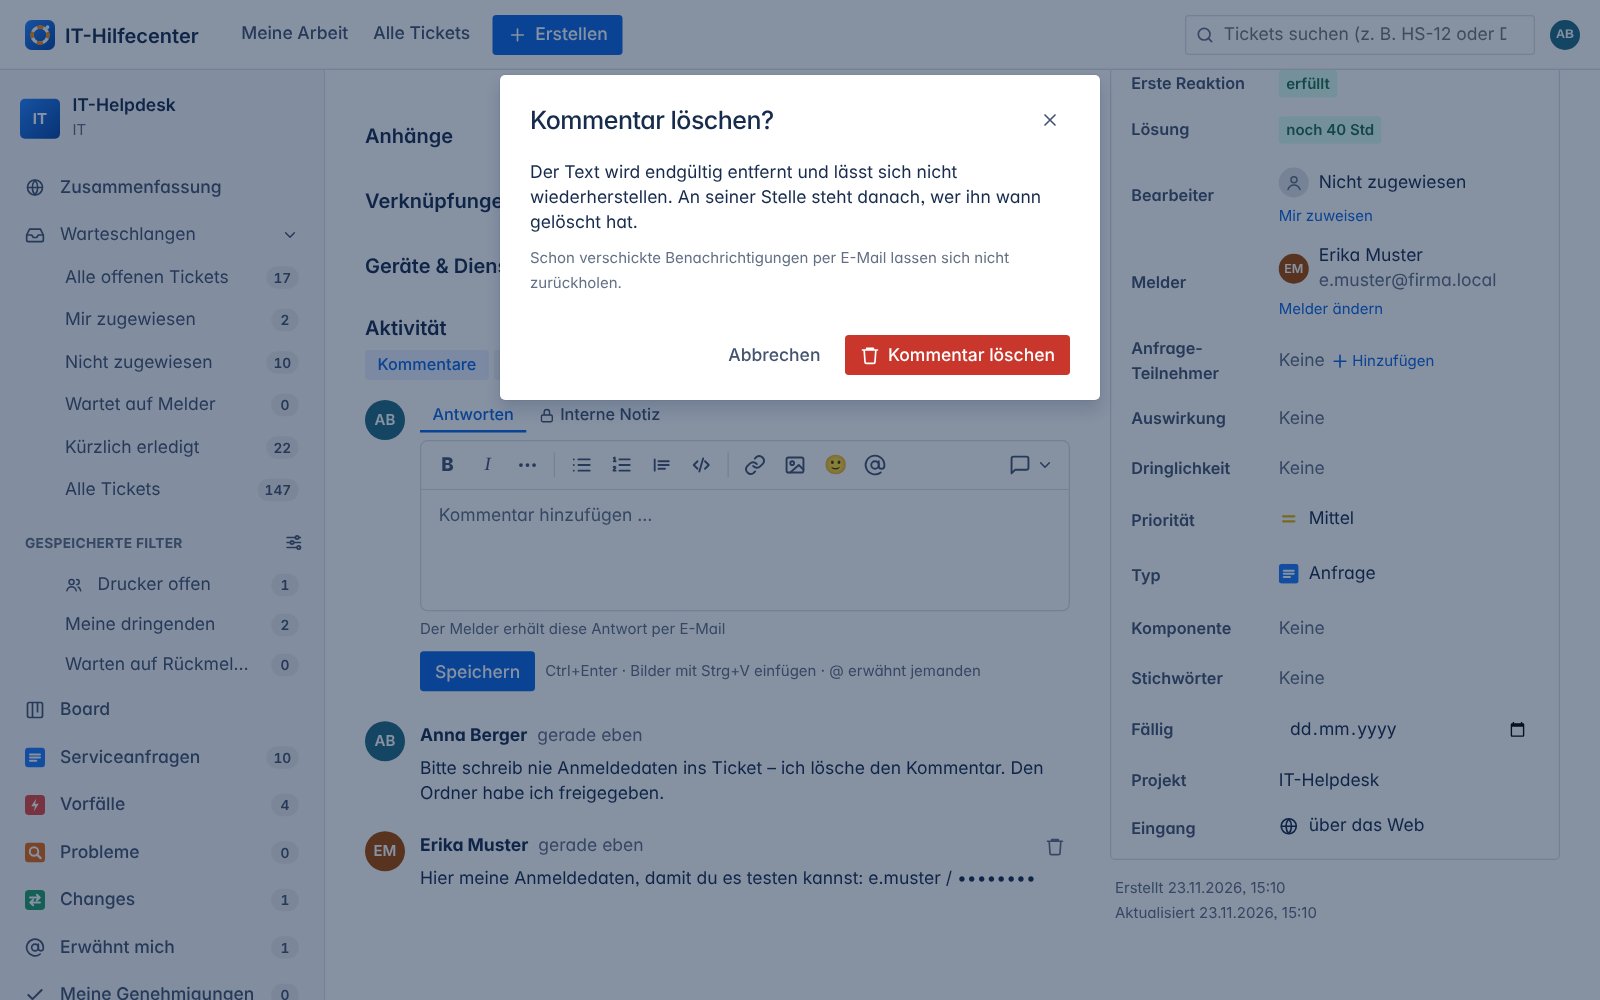 IT-Hilfecenter
Meine Arbeit
Alle Tickets
Erstellen
Tickets suchen (z. B. HS-12 oder D
AB
IT
IT-Helpdesk
IT
Zusammenfassung
Warteschlangen
Alle offenen Tickets 17
Mir zugewiesen 2
Nicht zugewiesen 10
Wartet auf Melder 0
Kürzlich erledigt 22
Alle Tickets 147
GESPEICHERTE FILTER
Drucker offen 1
Meine dringenden 2
Warten auf Rückmel... 0
Board
Serviceanfragen 10
Vorfälle 4
Probleme 0
Changes 1
Erwähnt mich 1
Meine Genehmigungen 0
Kommentar löschen?
Der Text wird endgültig entfernt und lässt sich nicht
wiederherstellen. An seiner Stelle steht danach, wer ihn wann
gelöscht hat.
Schon verschickte Benachrichtigungen per E-Mail lassen sich nicht
zurückholen.
Abbrechen
Kommentar löschen
Anhänge
Verknüpfunge
Geräte & Diens
Aktivität
Kommentare
AB
Antworten
Interne Notiz
B I ...
Kommentar hinzufügen ...
Der Melder erhält diese Antwort per E-Mail
Speichern
Ctrl+Enter · Bilder mit Strg+V einfügen · @ erwähnt jemanden
AB
Anna Berger gerade eben
Bitte schreib nie Anmeldedaten ins Ticket – ich lösche den Kommentar. Den
Ordner habe ich freigegeben.
EM
Erika Muster gerade eben
Hier meine Anmeldedaten, damit du es testen kannst: e.muster / ••••••••
Erste Reaktion erfüllt
Lösung noch 40 Std
Bearbeiter Nicht zugewiesen
Mir zuweisen
Melder
EM
Erika Muster
e.muster@firma.local
Melder ändern
Anfrage-
Teilnehmer
Keine + Hinzufügen
Auswirkung Keine
Dringlichkeit Keine
Priorität Mittel
Typ Anfrage
Komponente Keine
Stichwörter Keine
Fällig dd.mm.yyyy
Projekt IT-Helpdesk
Eingang über das Web
Erstellt 23.11.2026, 15:10
Aktualisiert 23.11.2026, 15:10